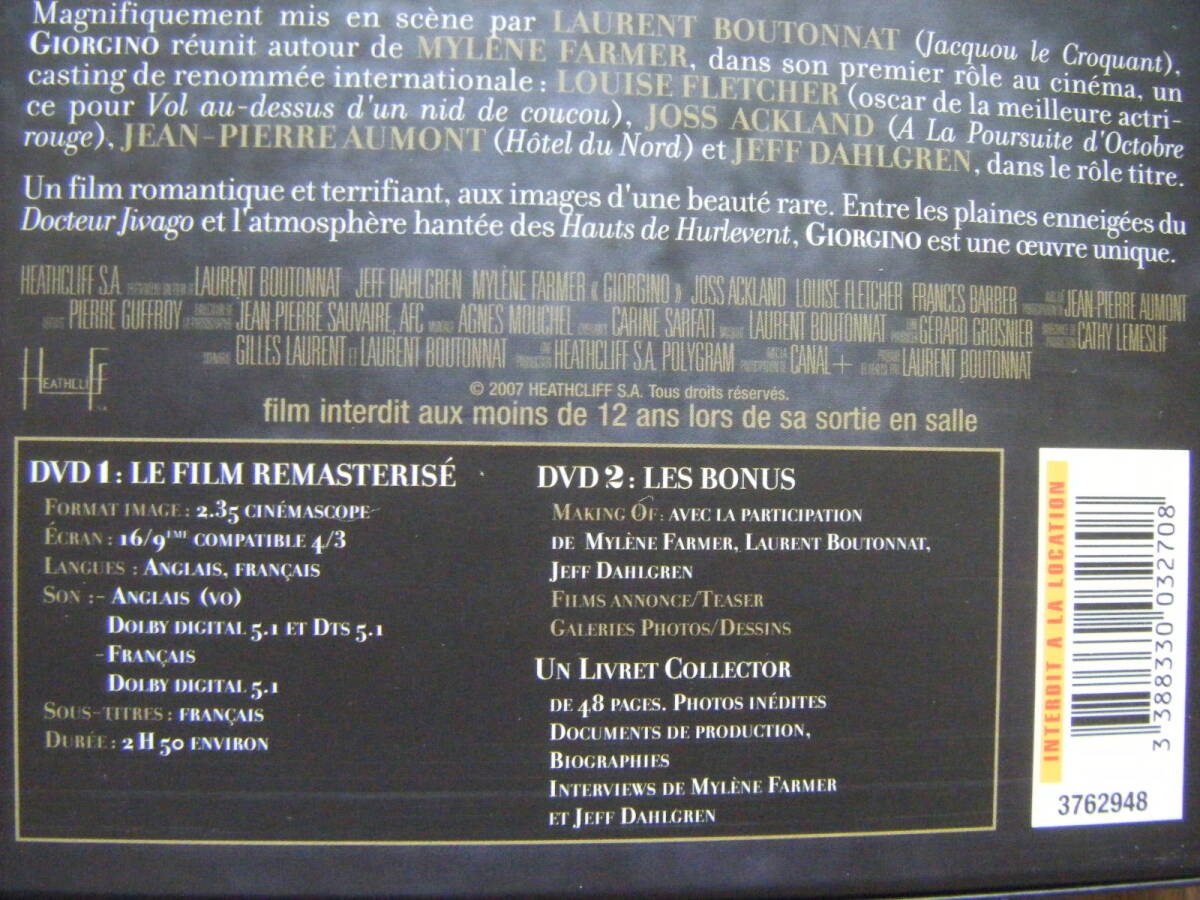 Magnifiquement mis en scène par LAURENT BOUTONNAT (Jacquou le Croquant),
GIORGINO réunit autour de MYLÈNE FARMER, dans son premier rôle au cinéma, un
casting de renommée internationale : LOUISE FLETCHER (oscar de la meilleure actri-
ce pour Vol au-dessus d'un nid de coucou), JOSS ACKLAND (A La Poursuite d'Octobre
rouge), JEAN-PIERRE AUMONT (Hôtel du Nord) et JEFF DAHLGREN, dans le rôle titre.
Un film romantique et terrifiant, aux images d'une beauté rare. Entre les plaines enneigées du
Docteur Jivago et l'atmosphère hantée des Hauts de Hurlevent, GIORGINO est une œuvre unique.
HEATHCLIFF S.A. LAURENT BOUTONNAT JEFF DAHLGREN MYLÈNE FARMER « GIORGINO » JOSS ACKLAND LOUISE FLETCHER FRANCES BARBER JEAN-PIERRE AUMONT
PIERRE GUFFROY JEAN-PIERRE SAUVAIRE, AFC AGNES MOUCHEL CARINE SARFATI LAURENT BOUTONNAT GERARD GROSNIER CATHY LEMESLIF
GILLES LAURENT ET LAURENT BOUTONNAT HEATHCLIFF S.A. POLYGRAM CANAL+ LAURENT BOUTONNAT
HEATHCLIFF S.A.
© 2007 HEATHCLIFF S.A. Tous droits réservés.
film interdit aux moins de 12 ans lors de sa sortie en salle
DVD 1 : LE FILM REMASTERISÉ
FORMAT IMAGE : 2.35 CINÉMASCOPE
ÉCRAN : 16/9ÈME COMPATIBLE 4/3
LANGUES : ANGLAIS, FRANÇAIS
SON :- ANGLAIS (VO)
DOLBY DIGITAL 5.1 ET DTS 5.1
-FRANÇAIS
DOLBY DIGITAL 5.1
SOUS-TITRES : FRANÇAIS
DURÉE : 2 H 50 ENVIRON
DVD 2 : LES BONUS
MAKING OF : AVEC LA PARTICIPATION
DE MYLÈNE FARMER, LAURENT BOUTONNAT,
JEFF DAHLGREN
FILMS ANNONCE/TEASER
GALERIES PHOTOS/DESSINS
UN LIVRET COLLECTOR
DE 48 PAGES. PHOTOS INÉDITES
DOCUMENTS DE PRODUCTION,
BIOGRAPHIES
INTERVIEWS DE MYLÈNE FARMER
ET JEFF DAHLGREN
INTERDIT A LA LOCATION
3 388330 032708
3762948